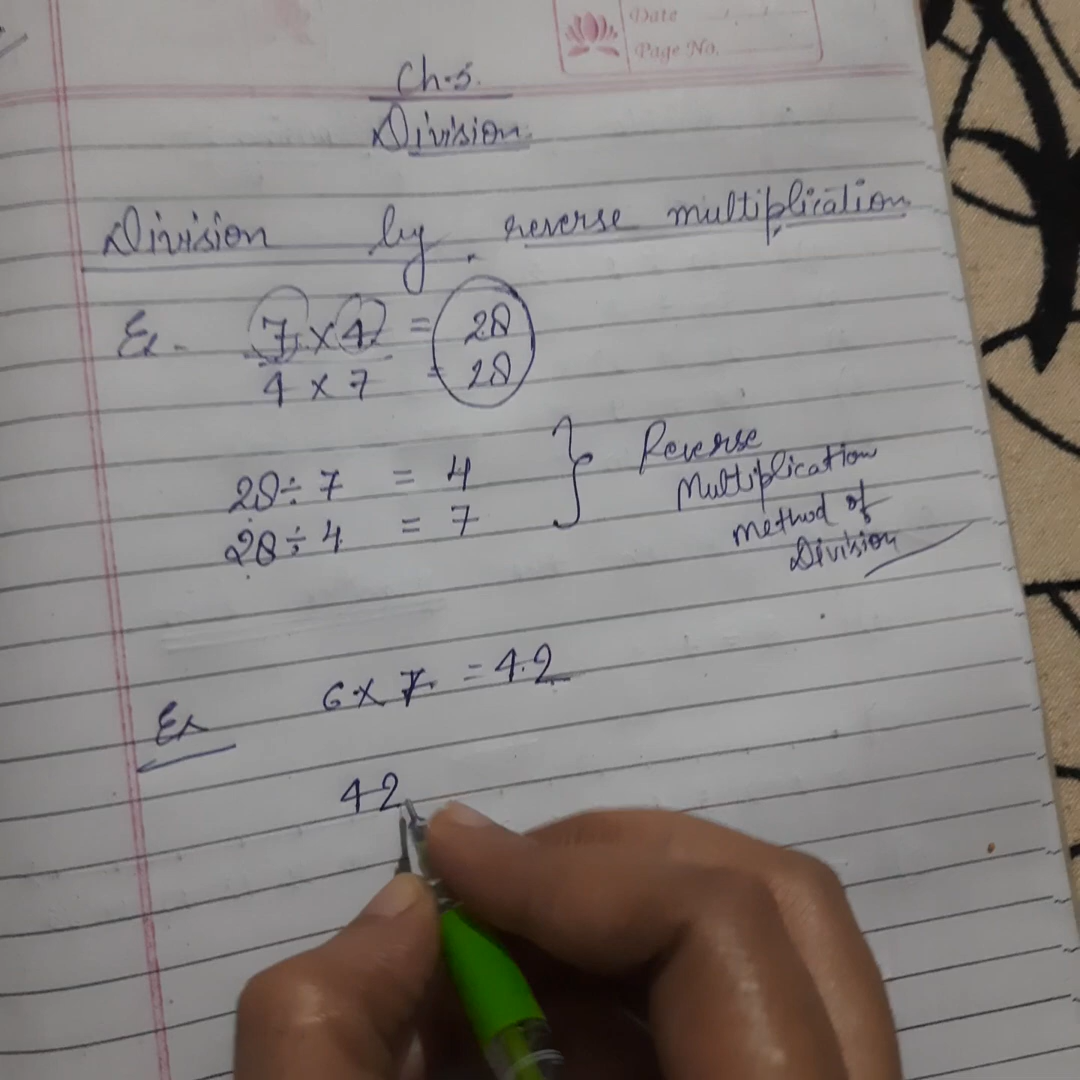 Date
Page No.
Ch-5.
Division
Division by reverse multiplication
Ex. 7 x 4 = 28
4 x 7 = 28
28 ÷ 7 = 4
28 ÷ 4 = 7
Reverse
Multiplication
method of
Division
Ex 6 x 7 = 42
42